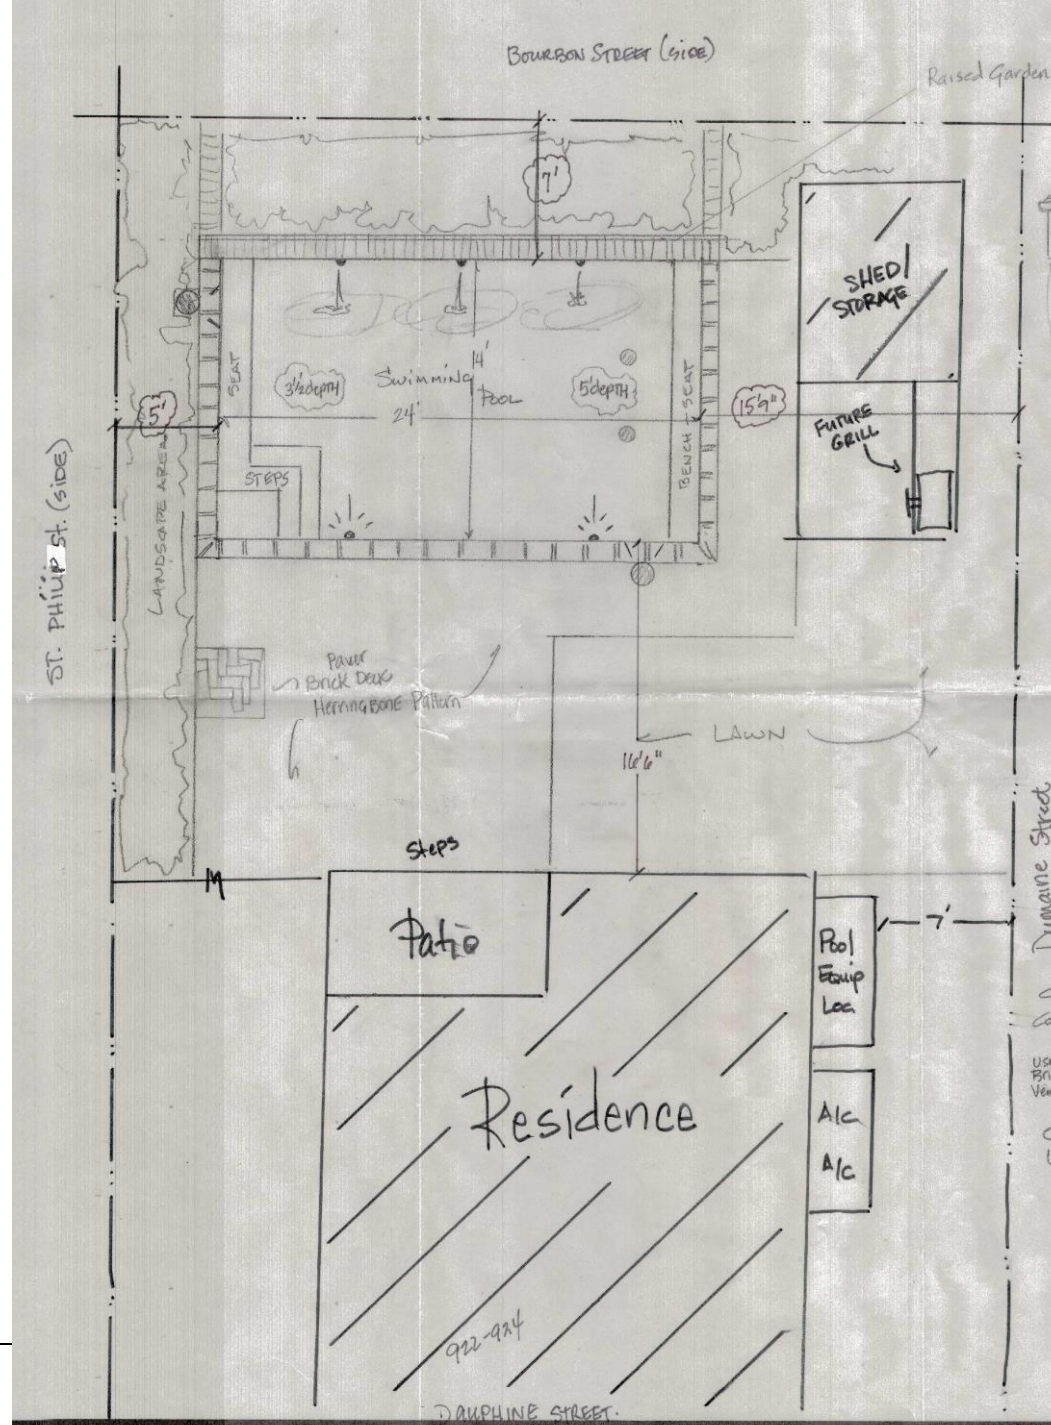 BOURBON STREET (SIDE)
Raised Garden
7'
SHED/
STORAGE
SEAT
3'½ depth
Swimming
Pool
14'
24'
5' depth
BENCH - SEAT
5'
15'9"
FUTURE
GRILL
STEPS
ST. PHILIP St. (SIDE)
LANDSCAPE AREA
Paver
Brick Deck
Herringbone Pattern
LAWN
16'6"
Steps
Patio
Pool
Equip
Loc
7'
Dumaine Street
A/C
A/C
Residence
922-924
DAUPHINE STREET.